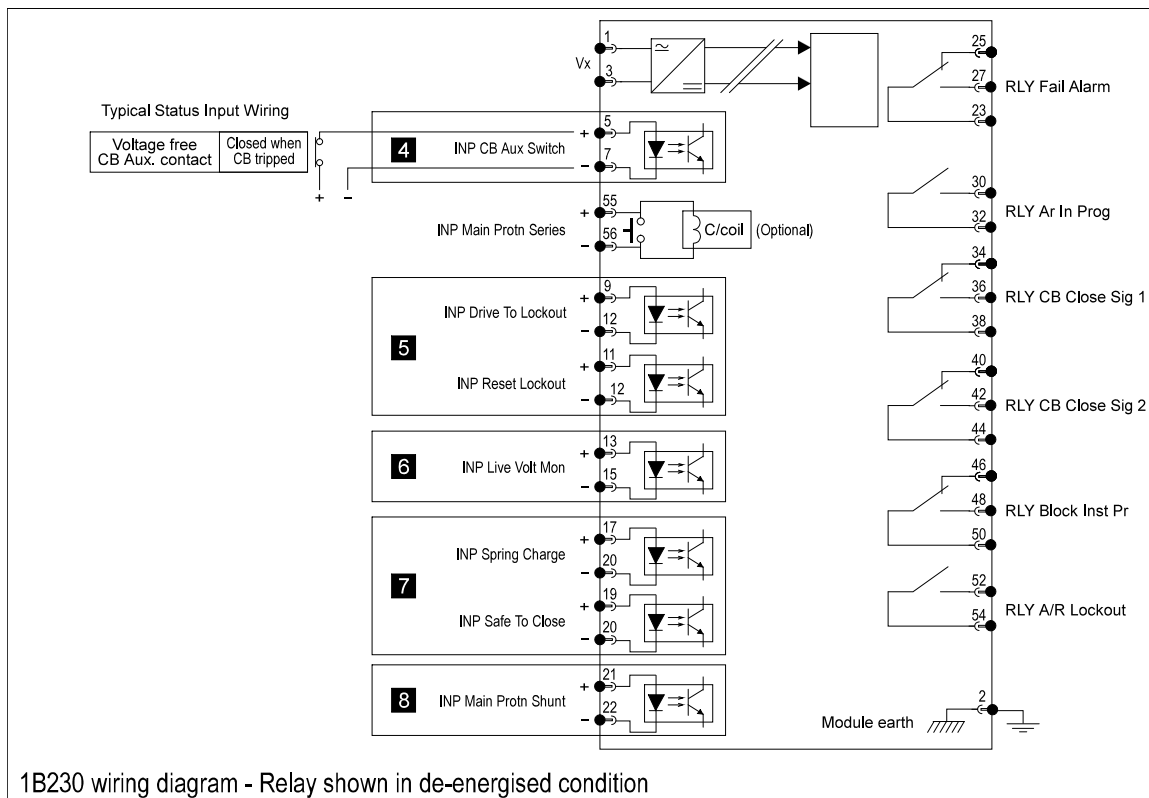 1
Vx
3
25
27
RLY Fail Alarm
23
Typical Status Input Wiring
Voltage free
CB Aux. contact
Closed when
CB tripped
+ −
4
INP CB Aux Switch
+ 5
− 7
30
RLY Ar In Prog
32
INP Main Protn Series
+ 55
− 56
C/coil
(Optional)
34
36
RLY CB Close Sig 1
38
5
INP Drive To Lockout
+ 9
− 12
INP Reset Lockout
+ 11
− 12
40
42
RLY CB Close Sig 2
44
6
INP Live Volt Mon
+ 13
− 15
46
48
RLY Block Inst Pr
50
7
INP Spring Charge
+ 17
− 20
INP Safe To Close
+ 19
− 20
52
RLY A/R Lockout
54
8
INP Main Protn Shunt
+ 21
− 22
Module earth
2
1B230 wiring diagram - Relay shown in de-energised condition